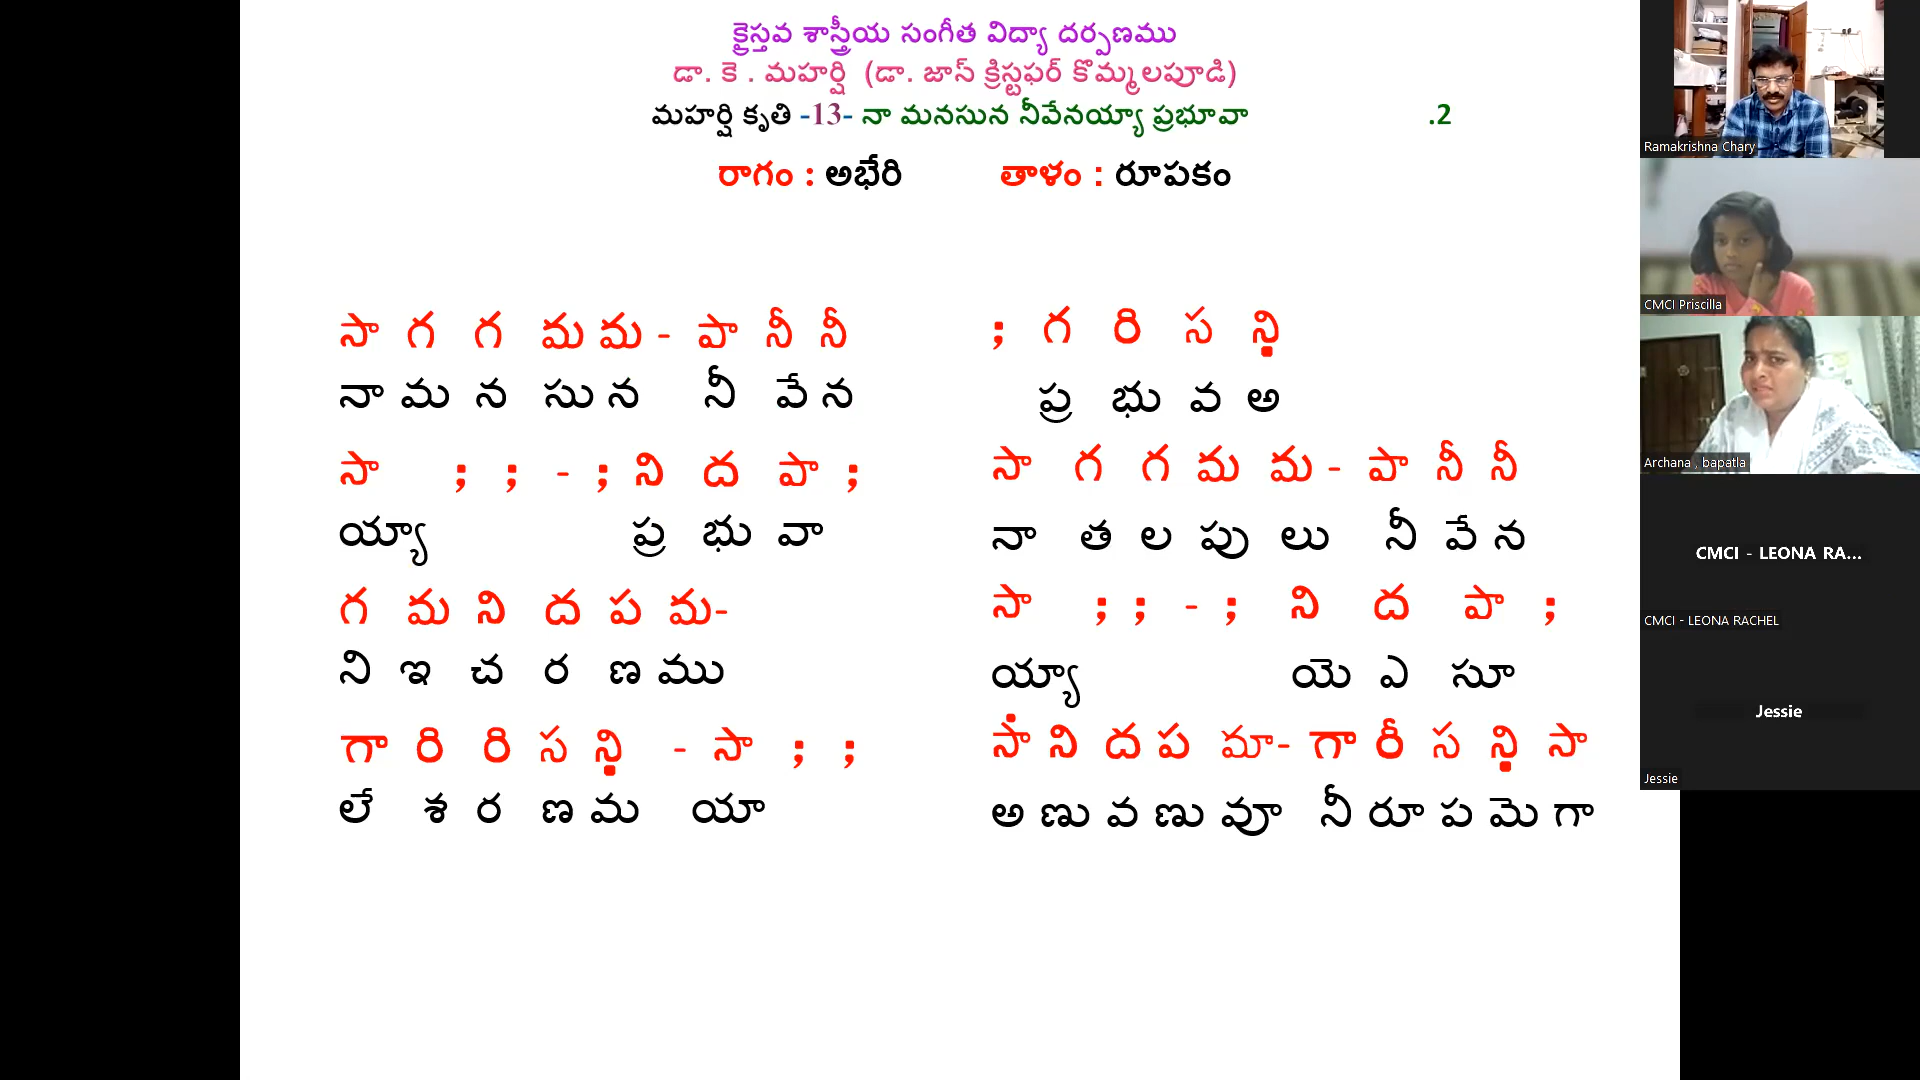 క్రైస్తవ శాస్త్రీయ సంగీత విద్యా దర్పణము
డా. కె . మహర్షి (డా. జాస్ క్రిస్టఫర్ కొమ్మలపూడి)
మహర్షి కృతి -13- నా మనసున నీవేనయ్యా ప్రభూవా .2
రాగం : అభేరి తాళం : రూపకం
సా గ గ మ మ - పా నీ నీ ; గ రి స ని̣
నా మ న సు న నీ వే న ప్ర భు వ అ
సా ; ; - ; ని ద పా ; సా గ గ మ మ - పా నీ నీ
య్యా ప్ర భు వా నా త ల పు లు నీ వే న
గ మ ని ద ప మ- సా ; ; - ; ని ద పా ;
ని ఇ చ ర ణ ము య్యా యె ఎ సూ
గా రి రి స ని̣ - సా ; ; సా̇ ని ద ప మా- గా రీ స ని̣ సా
లే శ ర ణ మ యా అ ణు వ ణు వూ నీ రూ ప మె గా
Ramakrishna Chary
CMCI Priscilla
Archana , bapatla
CMCI - LEONA RA...
CMCI - LEONA RACHEL
Jessie
Jessie